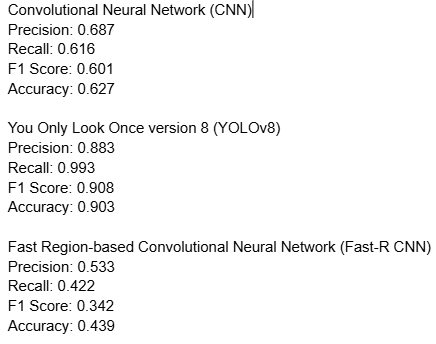 Convolutional Neural Network (CNN)
Precision: 0.687
Recall: 0.616
F1 Score: 0.601
Accuracy: 0.627
You Only Look Once version 8 (YOLOv8)
Precision: 0.883
Recall: 0.993
F1 Score: 0.908
Accuracy: 0.903
Fast Region-based Convolutional Neural Network (Fast-R CNN)
Precision: 0.533
Recall: 0.422
F1 Score: 0.342
Accuracy: 0.439